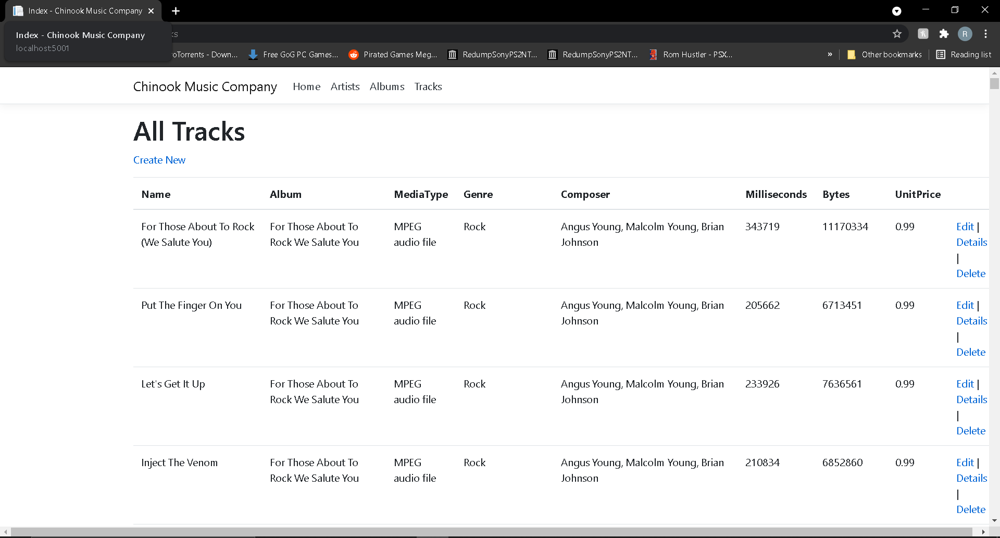 Index - Chinook Music Company
Index - Chinook Music Company
localhost:5001
Free GoG PC Games...
Pirated Games Meg...
RedumpSonyPS2NT...
RedumpSonyPS2NT...
Rom Hustler - PSX...
»
Other bookmarks
Reading list
R
Chinook Music Company Home Artists Albums Tracks
All Tracks
Create New
Name Album MediaType Genre Composer Milliseconds Bytes UnitPrice
For Those About To Rock For Those About To MPEG Rock Angus Young, Malcolm Young, Brian 343719 11170334 0.99 Edit |
(We Salute You) Rock We Salute You audio file Johnson Details
|
Delete
Put The Finger On You For Those About To MPEG Rock Angus Young, Malcolm Young, Brian 205662 6713451 0.99 Edit |
Rock We Salute You audio file Johnson Details
|
Delete
Let's Get It Up For Those About To MPEG Rock Angus Young, Malcolm Young, Brian 233926 7636561 0.99 Edit |
Rock We Salute You audio file Johnson Details
|
Delete
Inject The Venom For Those About To MPEG Rock Angus Young, Malcolm Young, Brian 210834 6852860 0.99 Edit |
Rock We Salute You audio file Johnson Details
|
Delete